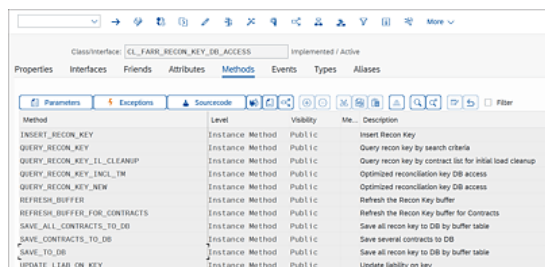 More
Class/Interface: CL_FARR_RECON_KEY_DB_ACCESS Implemented / Active
Properties Interfaces Friends Attributes Methods Events Types Aliases
Parameters Exceptions Sourcecode Filter
Method Level Visibility Me... Description
INSERT_RECON_KEY Instance Method Public Insert Recon Key
QUERY_RECON_KEY Instance Method Public Query recon key by search criteria
QUERY_RECON_KEY_IL_CLEANUP Instance Method Public Query recon key by contract list for initial load cleanup
QUERY_RECON_KEY_INCL_TM Instance Method Public Optimized reconciliation key DB access
QUERY_RECON_KEY_NEW Instance Method Public Optimized reconciliation key DB access
REFRESH_BUFFER Instance Method Public Refresh the Recon Key buffer
REFRESH_BUFFER_FOR_CONTRACTS Instance Method Public Refresh the Recon Key buffer for Contracts
SAVE_ALL_CONTRACTS_TO_DB Instance Method Public Save all recon key to DB by buffer table
SAVE_CONTRACTS_TO_DB Instance Method Public Save several contracts to DB
SAVE_TO_DB Instance Method Public Save all recon key to DB by buffer table
UPDATE_LIAB_ON_KEY Instance Method Public Update liability on key